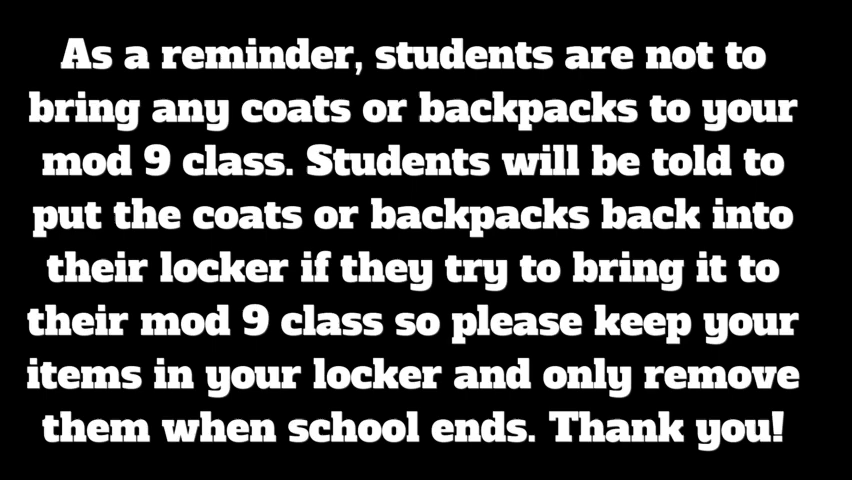 As a reminder, students are not to
bring any coats or backpacks to your
mod 9 class. Students will be told to
put the coats or backpacks back into
their locker if they try to bring it to
their mod 9 class so please keep your
items in your locker and only remove
them when school ends. Thank you!